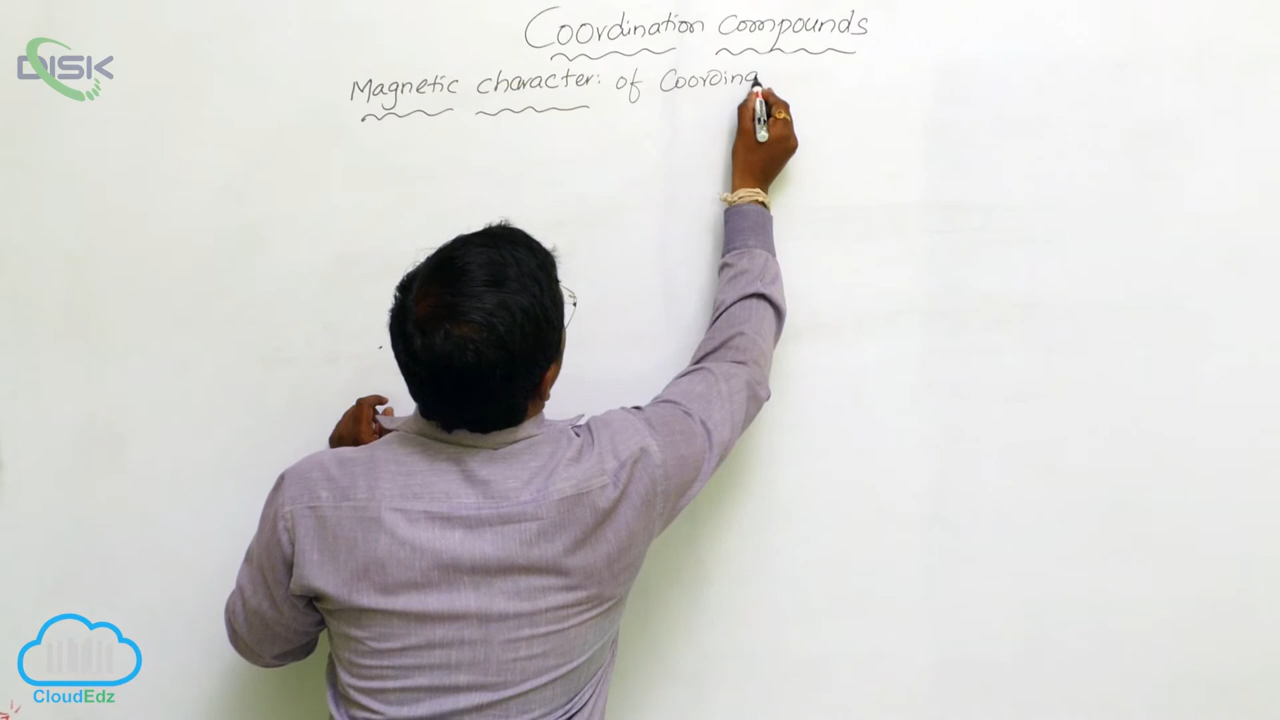 Coordination compounds
DISK
Magnetic character: of Coordina
CloudEdz